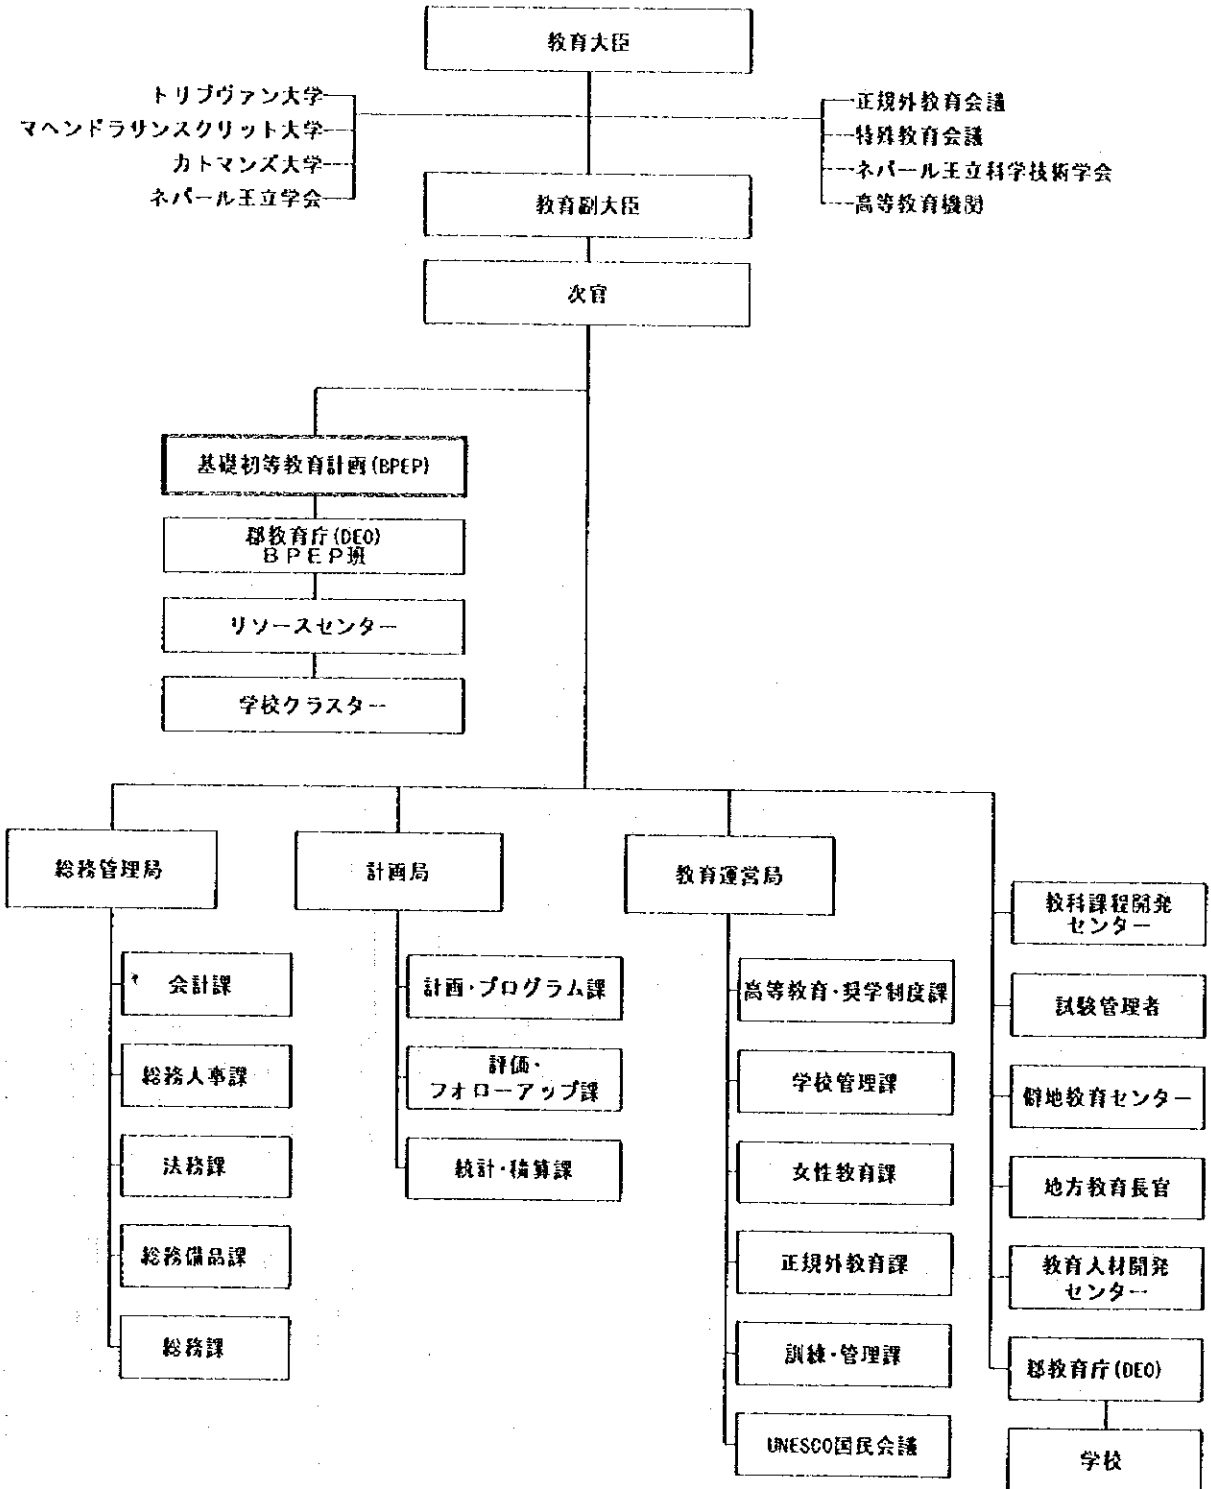 教育大臣
トリブヴァン大学
マヘンドラサンスクリット大学
カトマンズ大学
ネパール王立学会
正規外教育会議
特殊教育会議
ネパール王立科学技術学会
高等教育機関
教育副大臣
次官
基礎初等教育計画(BPEP)
郡教育庁(DEO)
BPEP班
リソースセンター
学校クラスター
総務管理局
会計課
総務人事課
法務課
総務備品課
総務課
計画局
計画・プログラム課
評価・
フォローアップ課
統計・積算課
教育運営局
高等教育・奨学制度課
学校管理課
女性教育課
正規外教育課
訓練・管理課
UNESCO国民会議
教科課程開発
センター
試験管理者
僻地教育センター
地方教育長官
教育人材開発
センター
郡教育庁(DEO)
学校